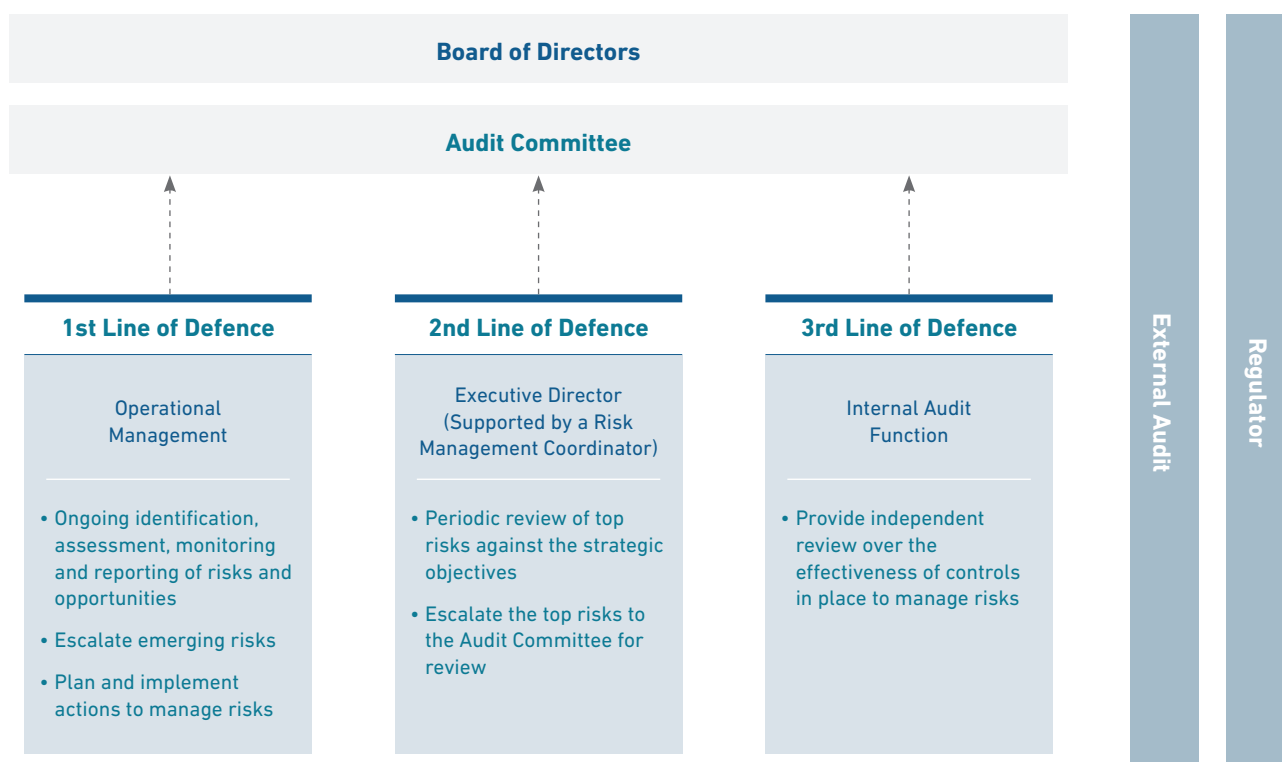 Board of Directors
Audit Committee
1st Line of Defence
Operational
Management
• Ongoing identification,
assessment, monitoring
and reporting of risks and
opportunities
• Escalate emerging risks
• Plan and implement
actions to manage risks
2nd Line of Defence
Executive Director
(Supported by a Risk
Management Coordinator)
• Periodic review of top
risks against the strategic
objectives
• Escalate the top risks to
the Audit Committee for
review
3rd Line of Defence
Internal Audit
Function
• Provide independent
review over the
effectiveness of controls
in place to manage risks
External Audit
Regulator